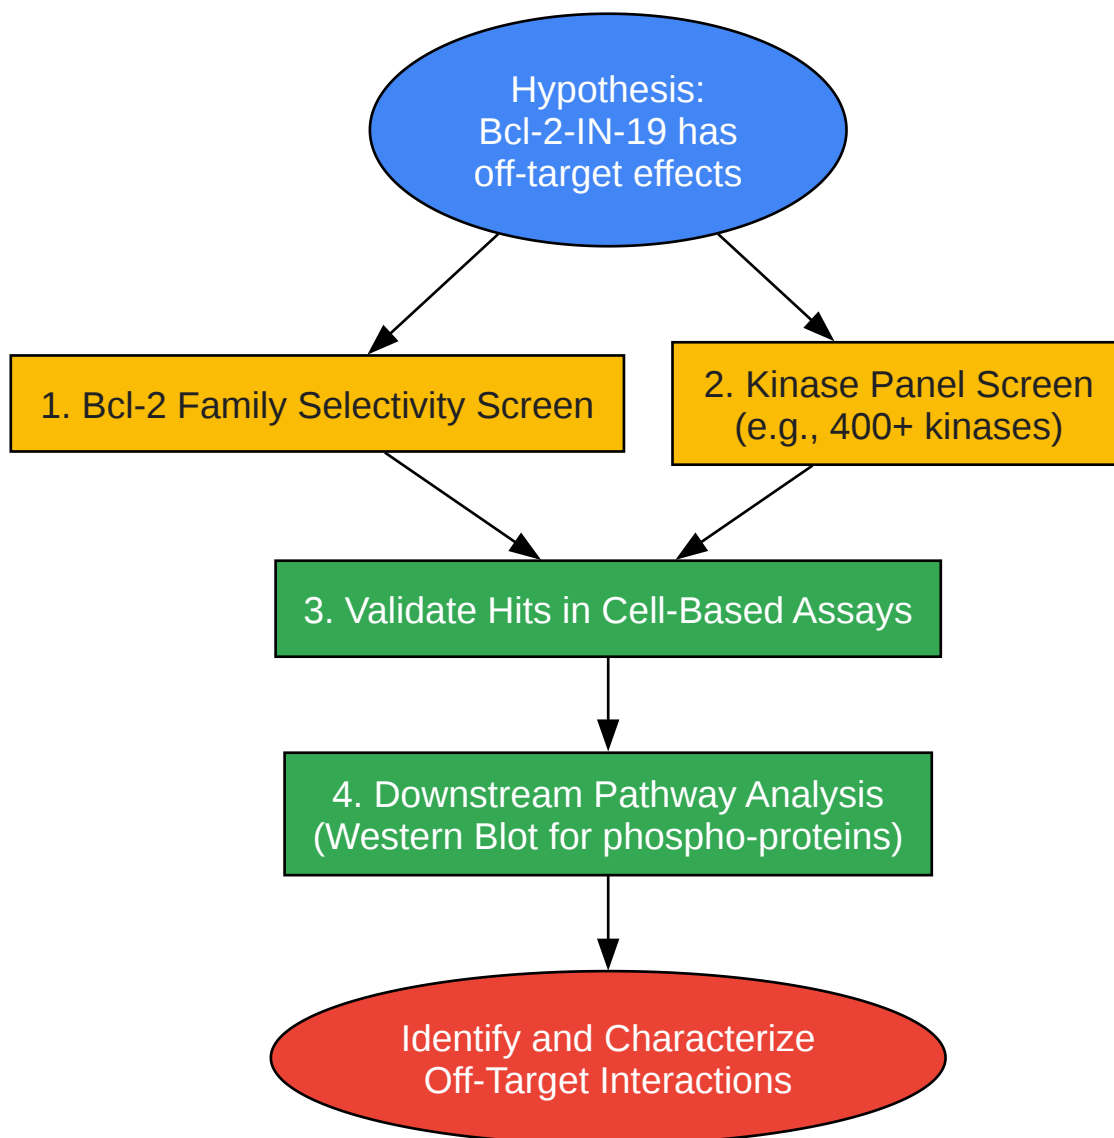 Hypothesis:
Bcl-2-IN-19 has
off-target effects
1. Bcl-2 Family Selectivity Screen
2. Kinase Panel Screen
(e.g., 400+ kinases)
3. Validate Hits in Cell-Based Assays
4. Downstream Pathway Analysis
(Western Blot for phospho-proteins)
Identify and Characterize
Off-Target Interactions